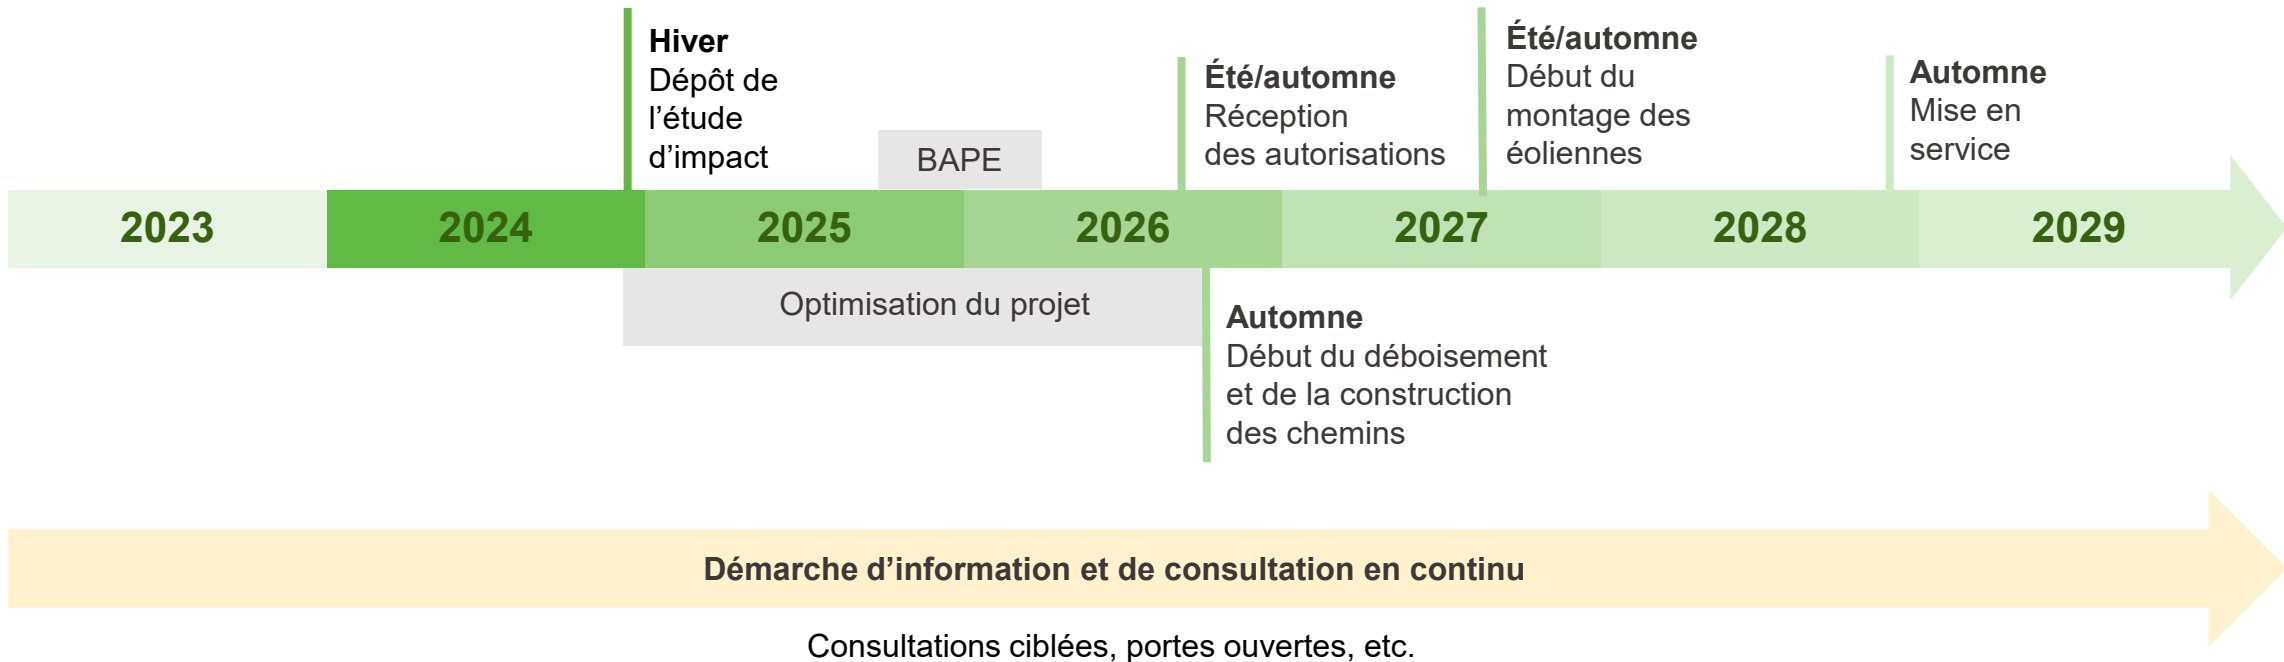 Hiver
Dépôt de
l’étude
d’impact
BAPE
Été/automne
Réception
des autorisations
Été/automne
Début du
montage des
éoliennes
Automne
Mise en
service
2023
2024
2025
2026
2027
2028
2029
Optimisation du projet
Automne
Début du déboisement
et de la construction
des chemins
Démarche d’information et de consultation en continu
Consultations ciblées, portes ouvertes, etc.